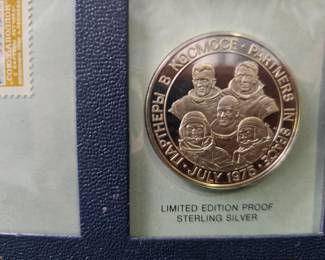 ПАРТНЕРЫ В КОСМОСЕ · PARTNERS IN SPACE ·
JULY 1975 ·
LIMITED EDITION PROOF
STERLING SILVER